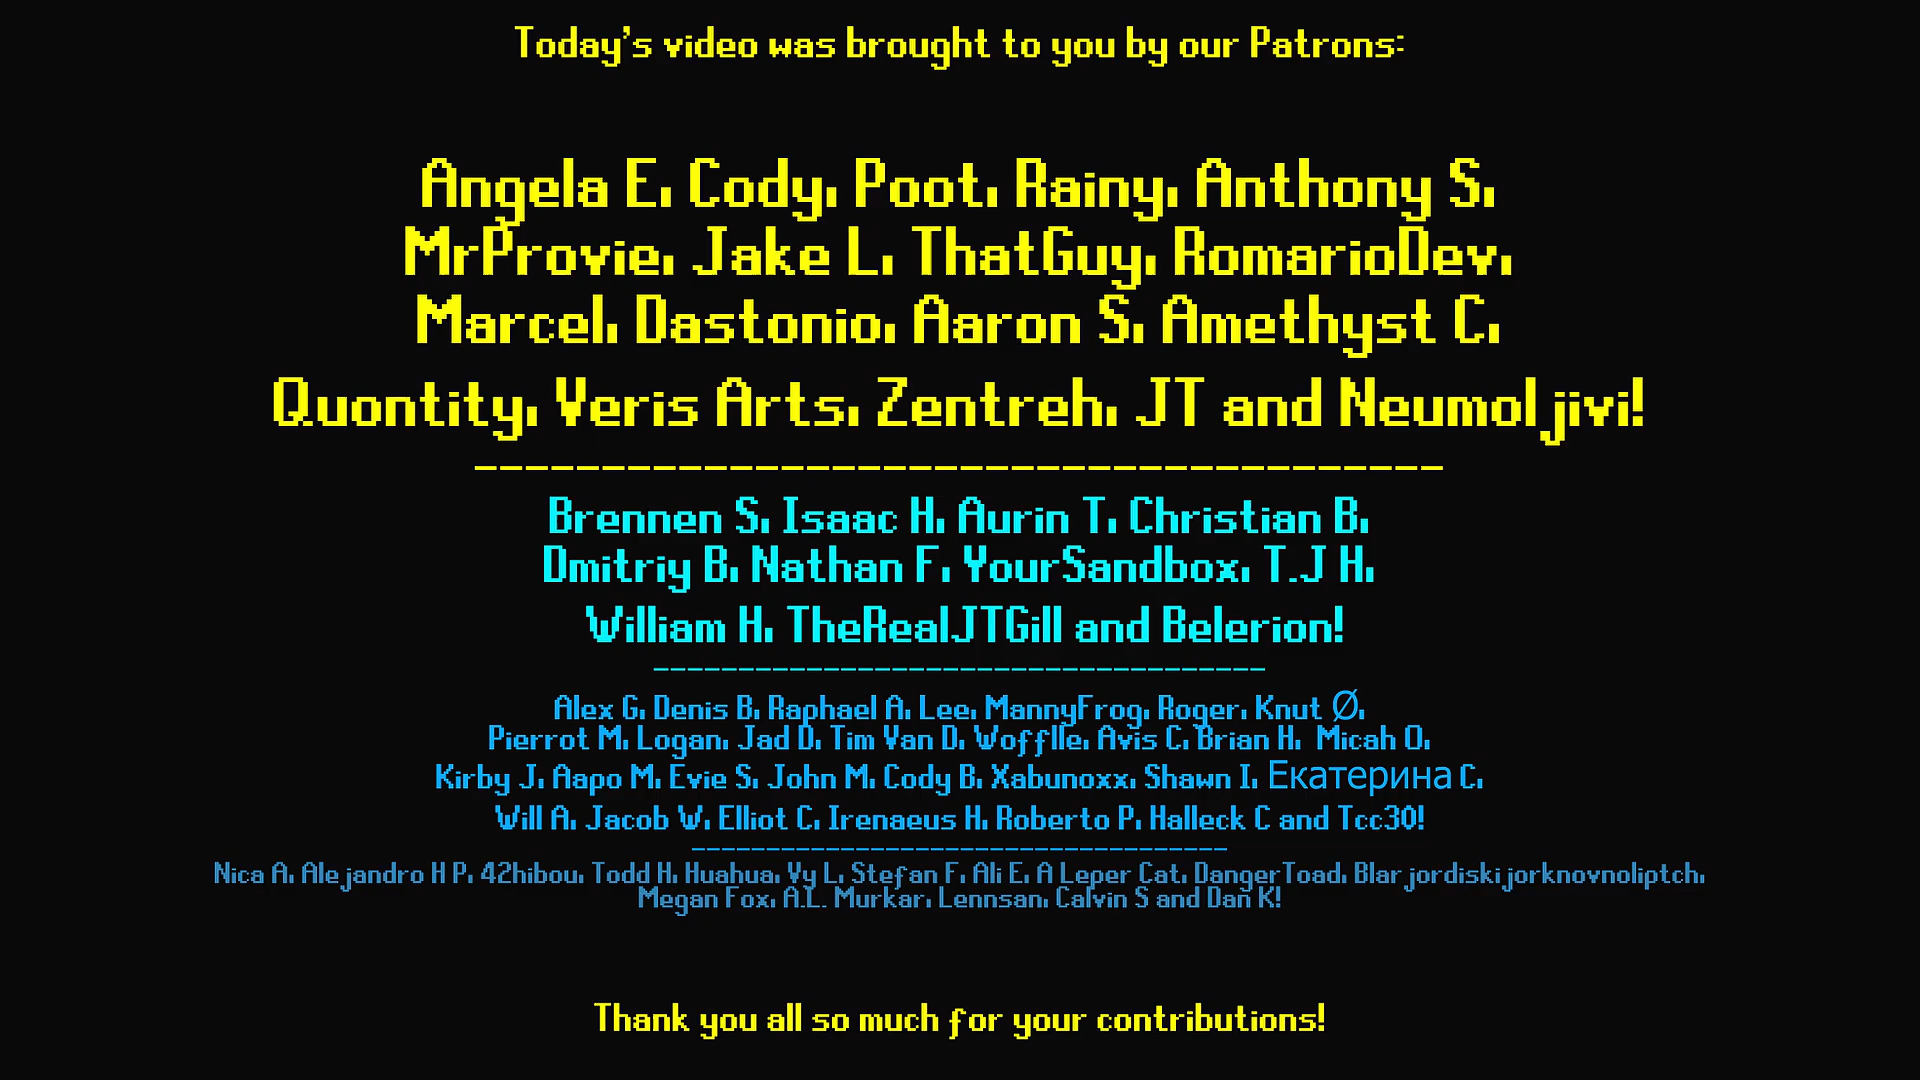 Today's video was brought to you by our Patrons:
Angela E, Cody, Poot, Rainy, Anthony S,
MrProvie, Jake L, ThatGuy, RomarioDev,
Marcel, Dastonio, Aaron S, Amethyst C,
Quontity, Veris Arts, Zentreh, JT and Neumoljivi!
--------------------------------------
Brennen S, Isaac H, Aurin T, Christian B,
Dmitriy B, Nathan F, YourSandbox, T.J H,
William H, TheRealJTGill and Belerion!
------------------------------------
Alex G, Denis B, Raphael A, Lee, MannyFrog, Roger, Knut Ø,
Pierrot M, Logan, Jad D, Tim Van D, Wofflle, Avis C, Brian H,  Micah O,
Kirby J, Aapo M, Evie S, John M, Cody B, Xabunoxx, Shawn I, Екатерина C,
Will A, Jacob W, Elliot C, Irenaeus H, Roberto P, Halleck C and Tcc30!
------------------------------------
Nica A, Alejandro H P, 42hibou, Todd H, Huahua, Vy L, Stefan F, Ali E, A Leper Cat, DangerToad, Blarjordiskijorknovnoliptch,
Megan Fox, A.L. Murkar, Lennsan, Calvin S and Dan K!
Thank you all so much for your contributions!